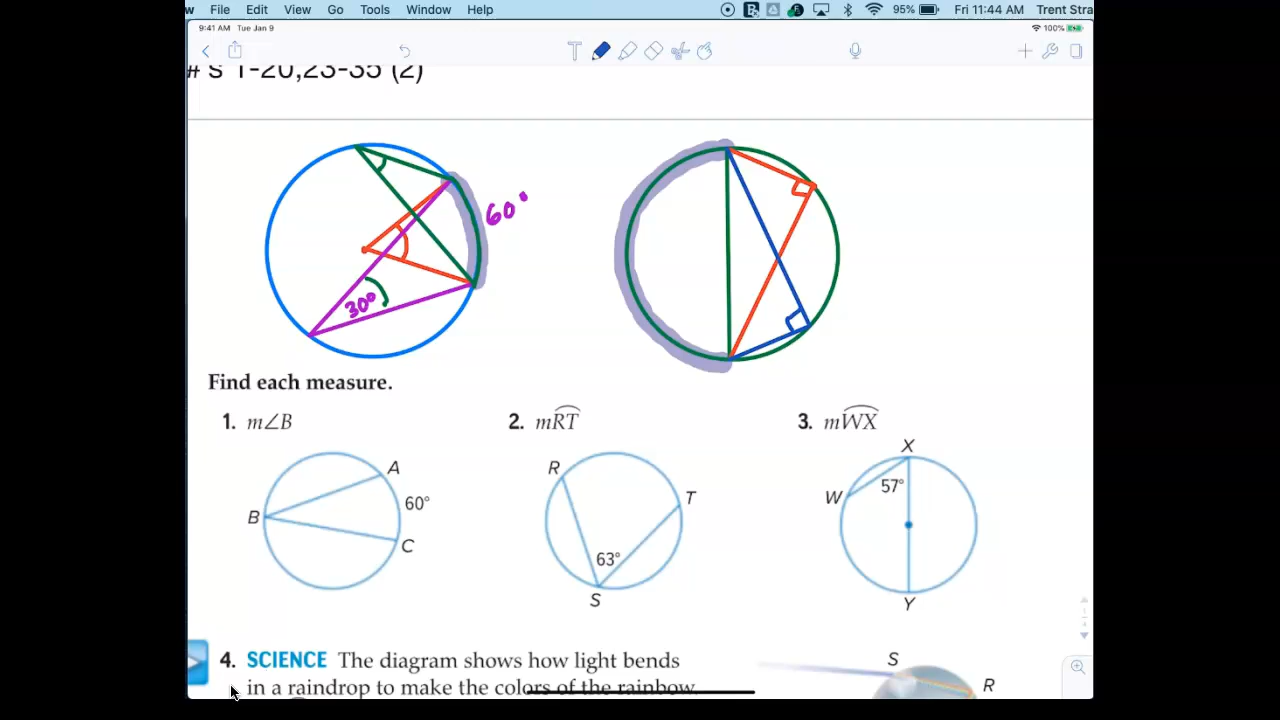 w File Edit View Go Tools Window Help 95% Fri 11:44 AM Trent Stra
9:41 AM Tue Jan 9 100%
# s 1-20,23-35 (2)
60°
30°
Find each measure.
1. m∠B 2. mRT 3. mWX
A
60°
B
C
R
T
63°
S
X
W
57°
Y
4. SCIENCE The diagram shows how light bends
in a raindrop to make the colors of the rainbow.
S
R